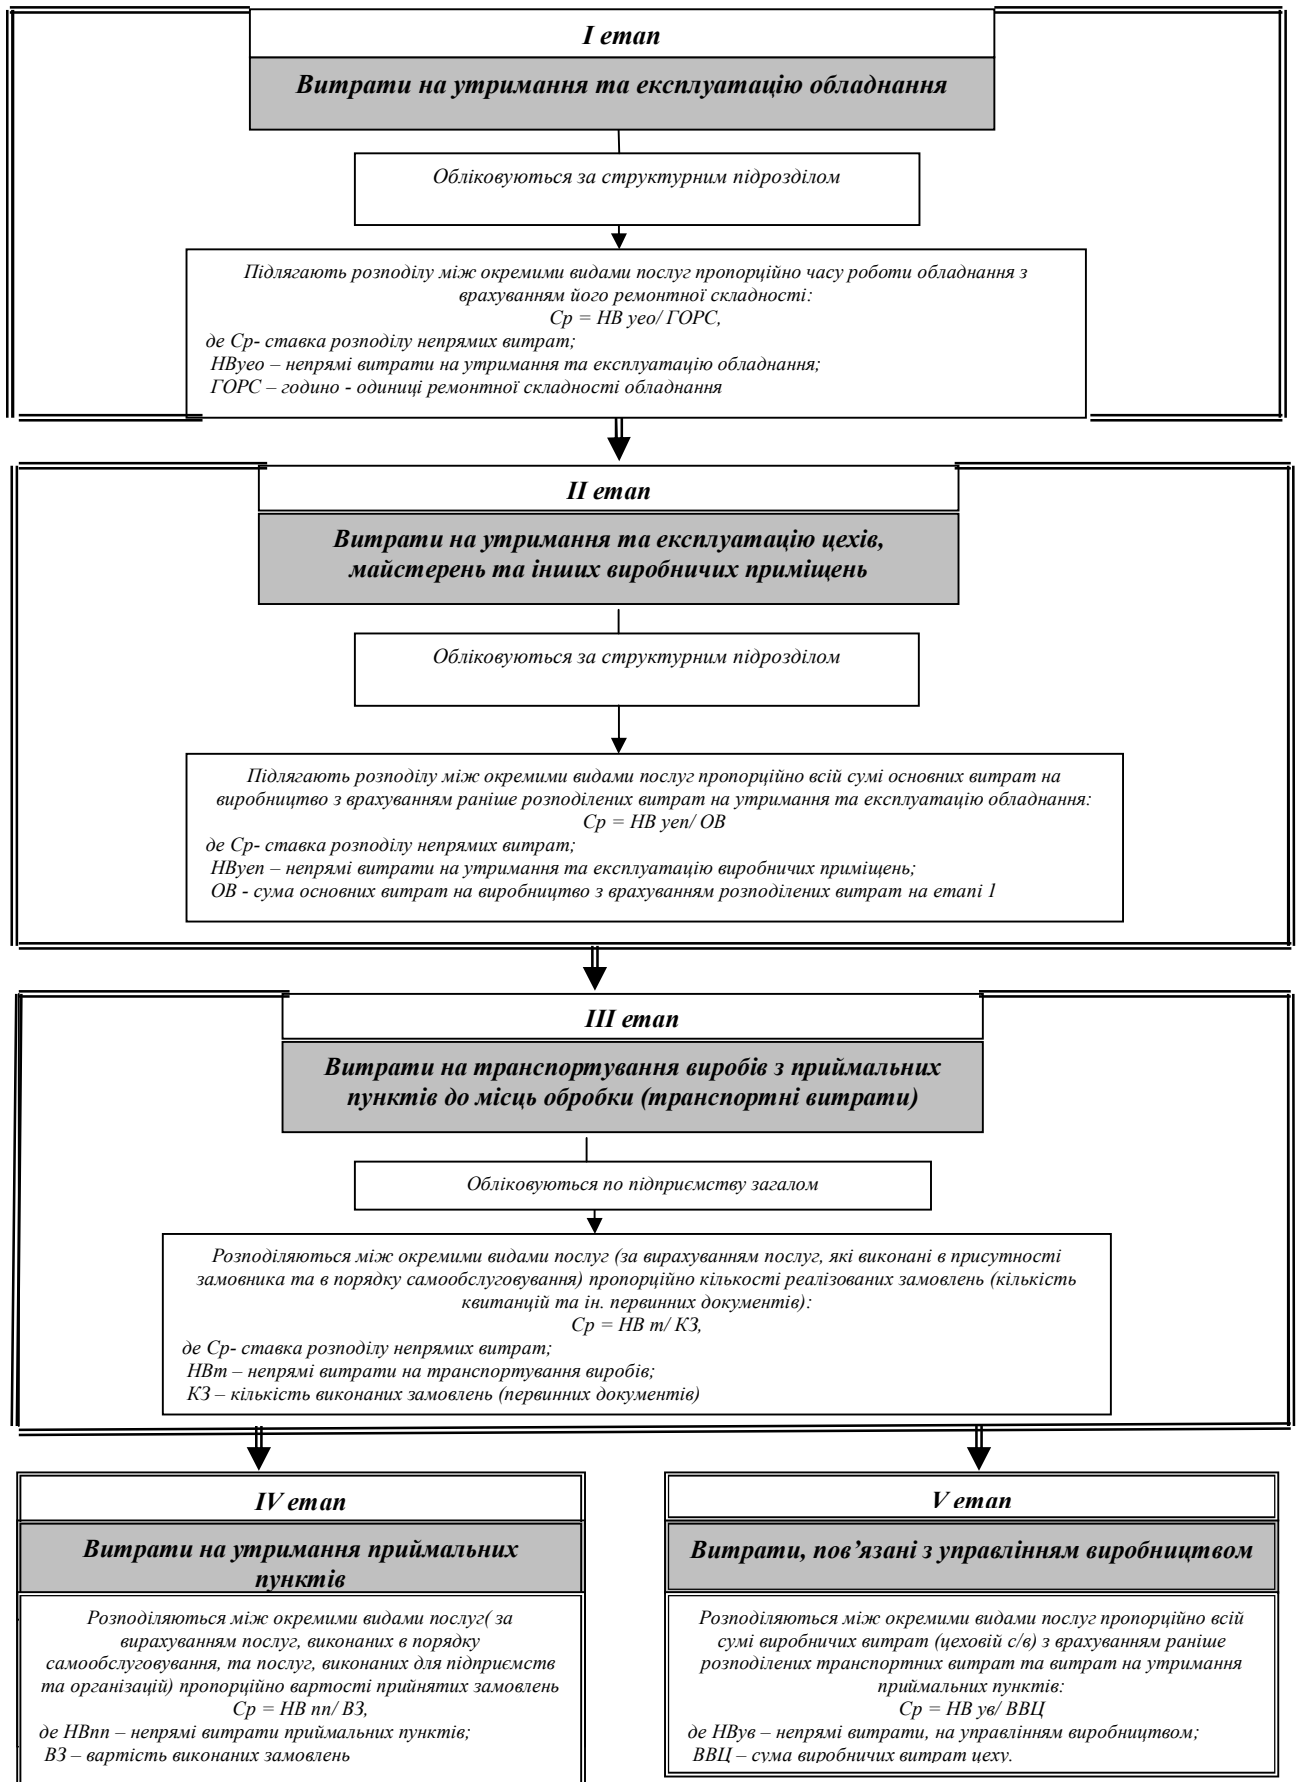 I етап
Витрати на утримання та експлуатацію обладнання
Обліковуються за структурним підрозділом
Підлягають розподілу між окремими видами послуг пропорційно часу роботи обладнання з
врахуванням його ремонтної складності:
Ср = НВ уео/ ГОРС,
де Ср- ставка розподілу непрямих витрат;
НВуео – непрямі витрати на утримання та експлуатацію обладнання;
ГОРС – годино - одиниці ремонтної складності обладнання
II етап
Витрати на утримання та експлуатацію цехів,
майстерень та інших виробничих приміщень
Обліковуються за структурним підрозділом
Підлягають розподілу між окремими видами послуг пропорційно всій сумі основних витрат на
виробництво з врахуванням раніше розподілених витрат на утримання та експлуатацію обладнання:
Ср = НВ уеп/ ОВ
де Ср- ставка розподілу непрямих витрат;
НВуеп – непрямі витрати на утримання та експлуатацію виробничих приміщень;
ОВ - сума основних витрат на виробництво з врахуванням розподілених витрат на етапі 1
III етап
Витрати на транспортування виробів з приймальних
пунктів до місць обробки (транспортні витрати)
Обліковуються по підприємству загалом
Розподіляються між окремими видами послуг (за вирахуванням послуг, які виконані в присутності
замовника та в порядку самообслуговування) пропорційно кількості реалізованих замовлень (кількість
квитанцій та ін. первинних документів):
Ср = НВ т/ КЗ,
де Ср- ставка розподілу непрямих витрат;
НВт – непрямі витрати на транспортування виробів;
КЗ – кількість виконаних замовлень (первинних документів)
IV етап
Витрати на утримання приймальних
пунктів
Розподіляються між окремими видами послуг( за
вирахуванням послуг, виконаних в порядку
самообслуговування, та послуг, виконаних для підприємств
та організацій) пропорційно вартості прийнятих замовлень
Ср = НВ пп/ ВЗ,
де НВпп – непрямі витрати приймальних пунктів;
ВЗ – вартість виконаних замовлень
V етап
Витрати, пов’язані з управлінням виробництвом
Розподіляються між окремими видами послуг пропорційно всій
сумі виробничих витрат (цеховій с/в) з врахуванням раніше
розподілених транспортних витрат та витрат на утримання
приймальних пунктів:
Ср = НВ ув/ ВВЦ
де НВув – непрямі витрати, на управлінням виробництвом;
ВВЦ – сума виробничих витрат цеху.